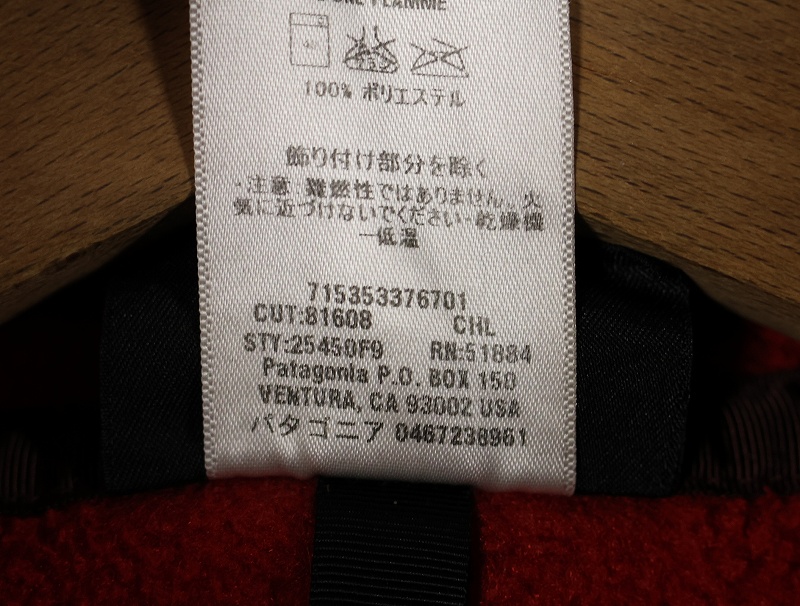 FLAMME
40
100% ポリエステル
飾り付け部分を除く
・注意 難燃性ではありません。火
気に近づけないでください・乾燥機
ー低温
715353376701
CUT:81608 CHL
STY:25450F9 RN:51884
Patagonia P.O. BOX 150
VENTURA, CA 93002 USA
パタゴニア 0467238961